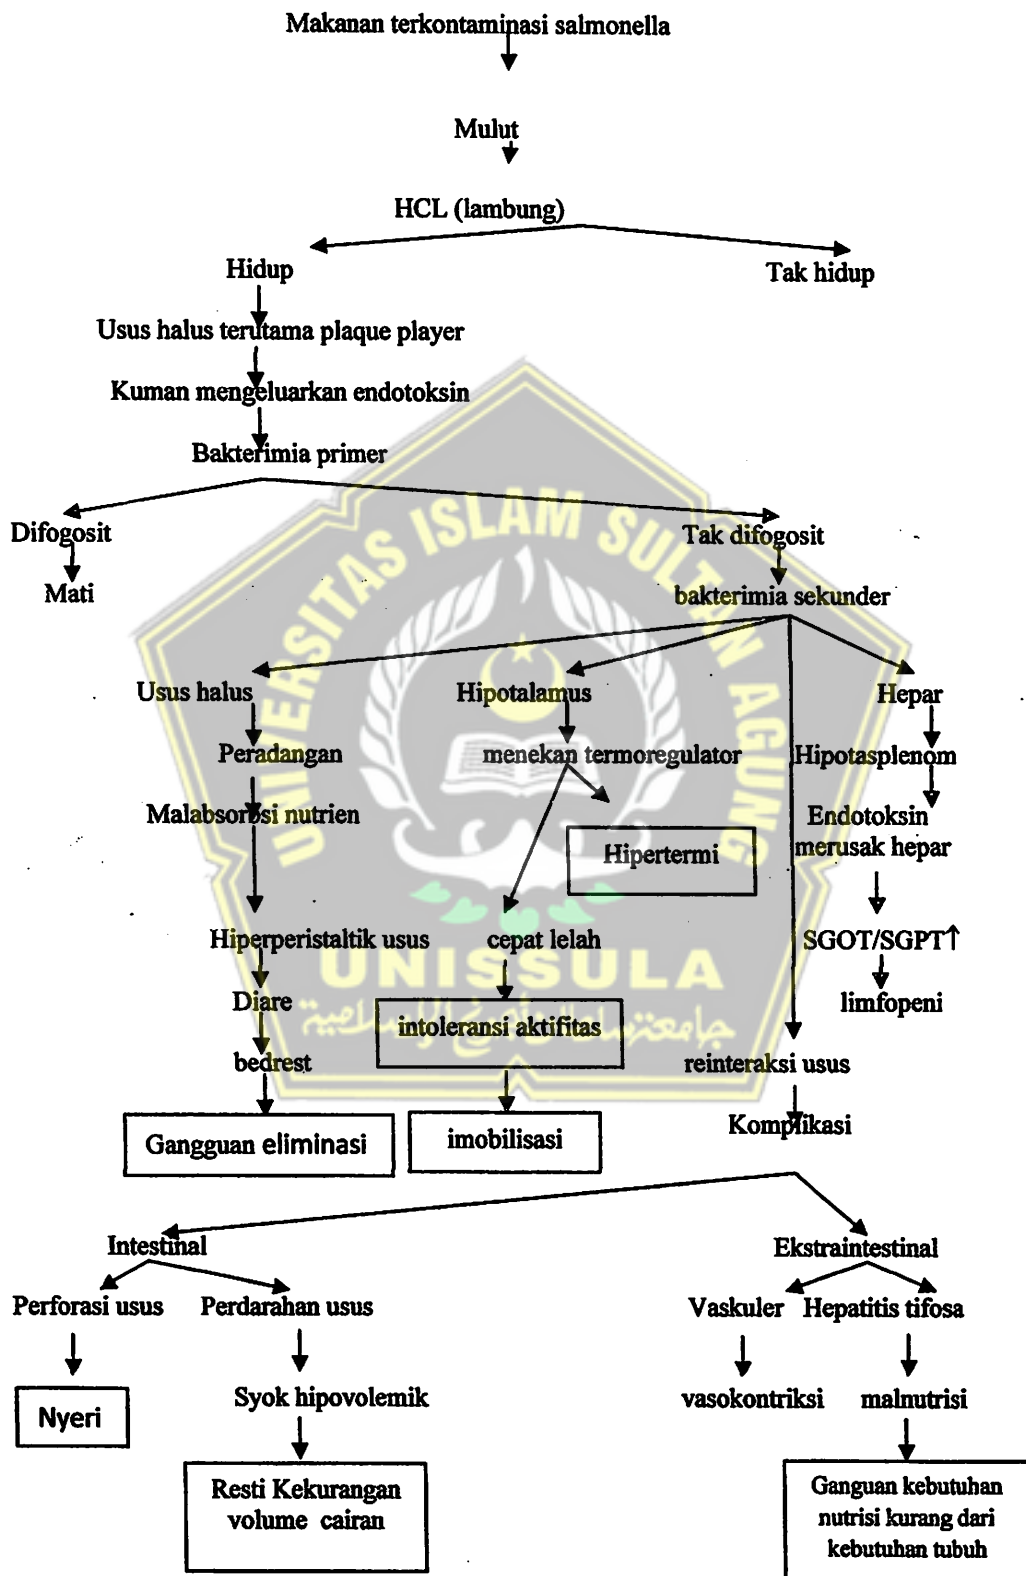 Makanan terkontaminasi salmonella
Mulut
HCL (lambung)
Hidup
Tak hidup
Usus halus terutama plaque player
Kuman mengeluarkan endotoksin
Bakterimia primer
Difogosit
Tak difogosit
Mati
bakterimia sekunder
UNIVERSITAS ISLAM SULTAN AGUNG
Usus halus
Hipotalamus
Hepar
Peradangan
menekan termoregulator
Hipotasplenom
Malabsorbsi nutrien
Endotoksin
merusak hepar
Hipertermi
Hiperperistaltik usus
cepat lelah
SGOT/SGPT↑
UNISSULA
Diare
limfopeni
intoleransi aktifitas
bedrest
reinteraksi usus
Gangguan eliminasi
imobilisasi
Komplikasi
Intestinal
Ekstraintestinal
Perforasi usus
Perdarahan usus
Vaskuler
Hepatitis tifosa
Nyeri
Syok hipovolemik
vasokontriksi
malnutrisi
Resti Kekurangan
volume cairan
Ganguan kebutuhan
nutrisi kurang dari
kebutuhan tubuh